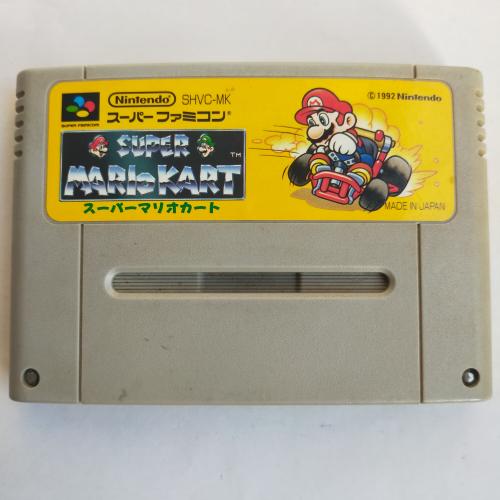 Nintendo SHVC-MK
スーパーファミコン
SUPER FAMICOM
© 1992 Nintendo
SUPER
MARIO KART
TM
スーパーマリオカート
MADE IN JAPAN